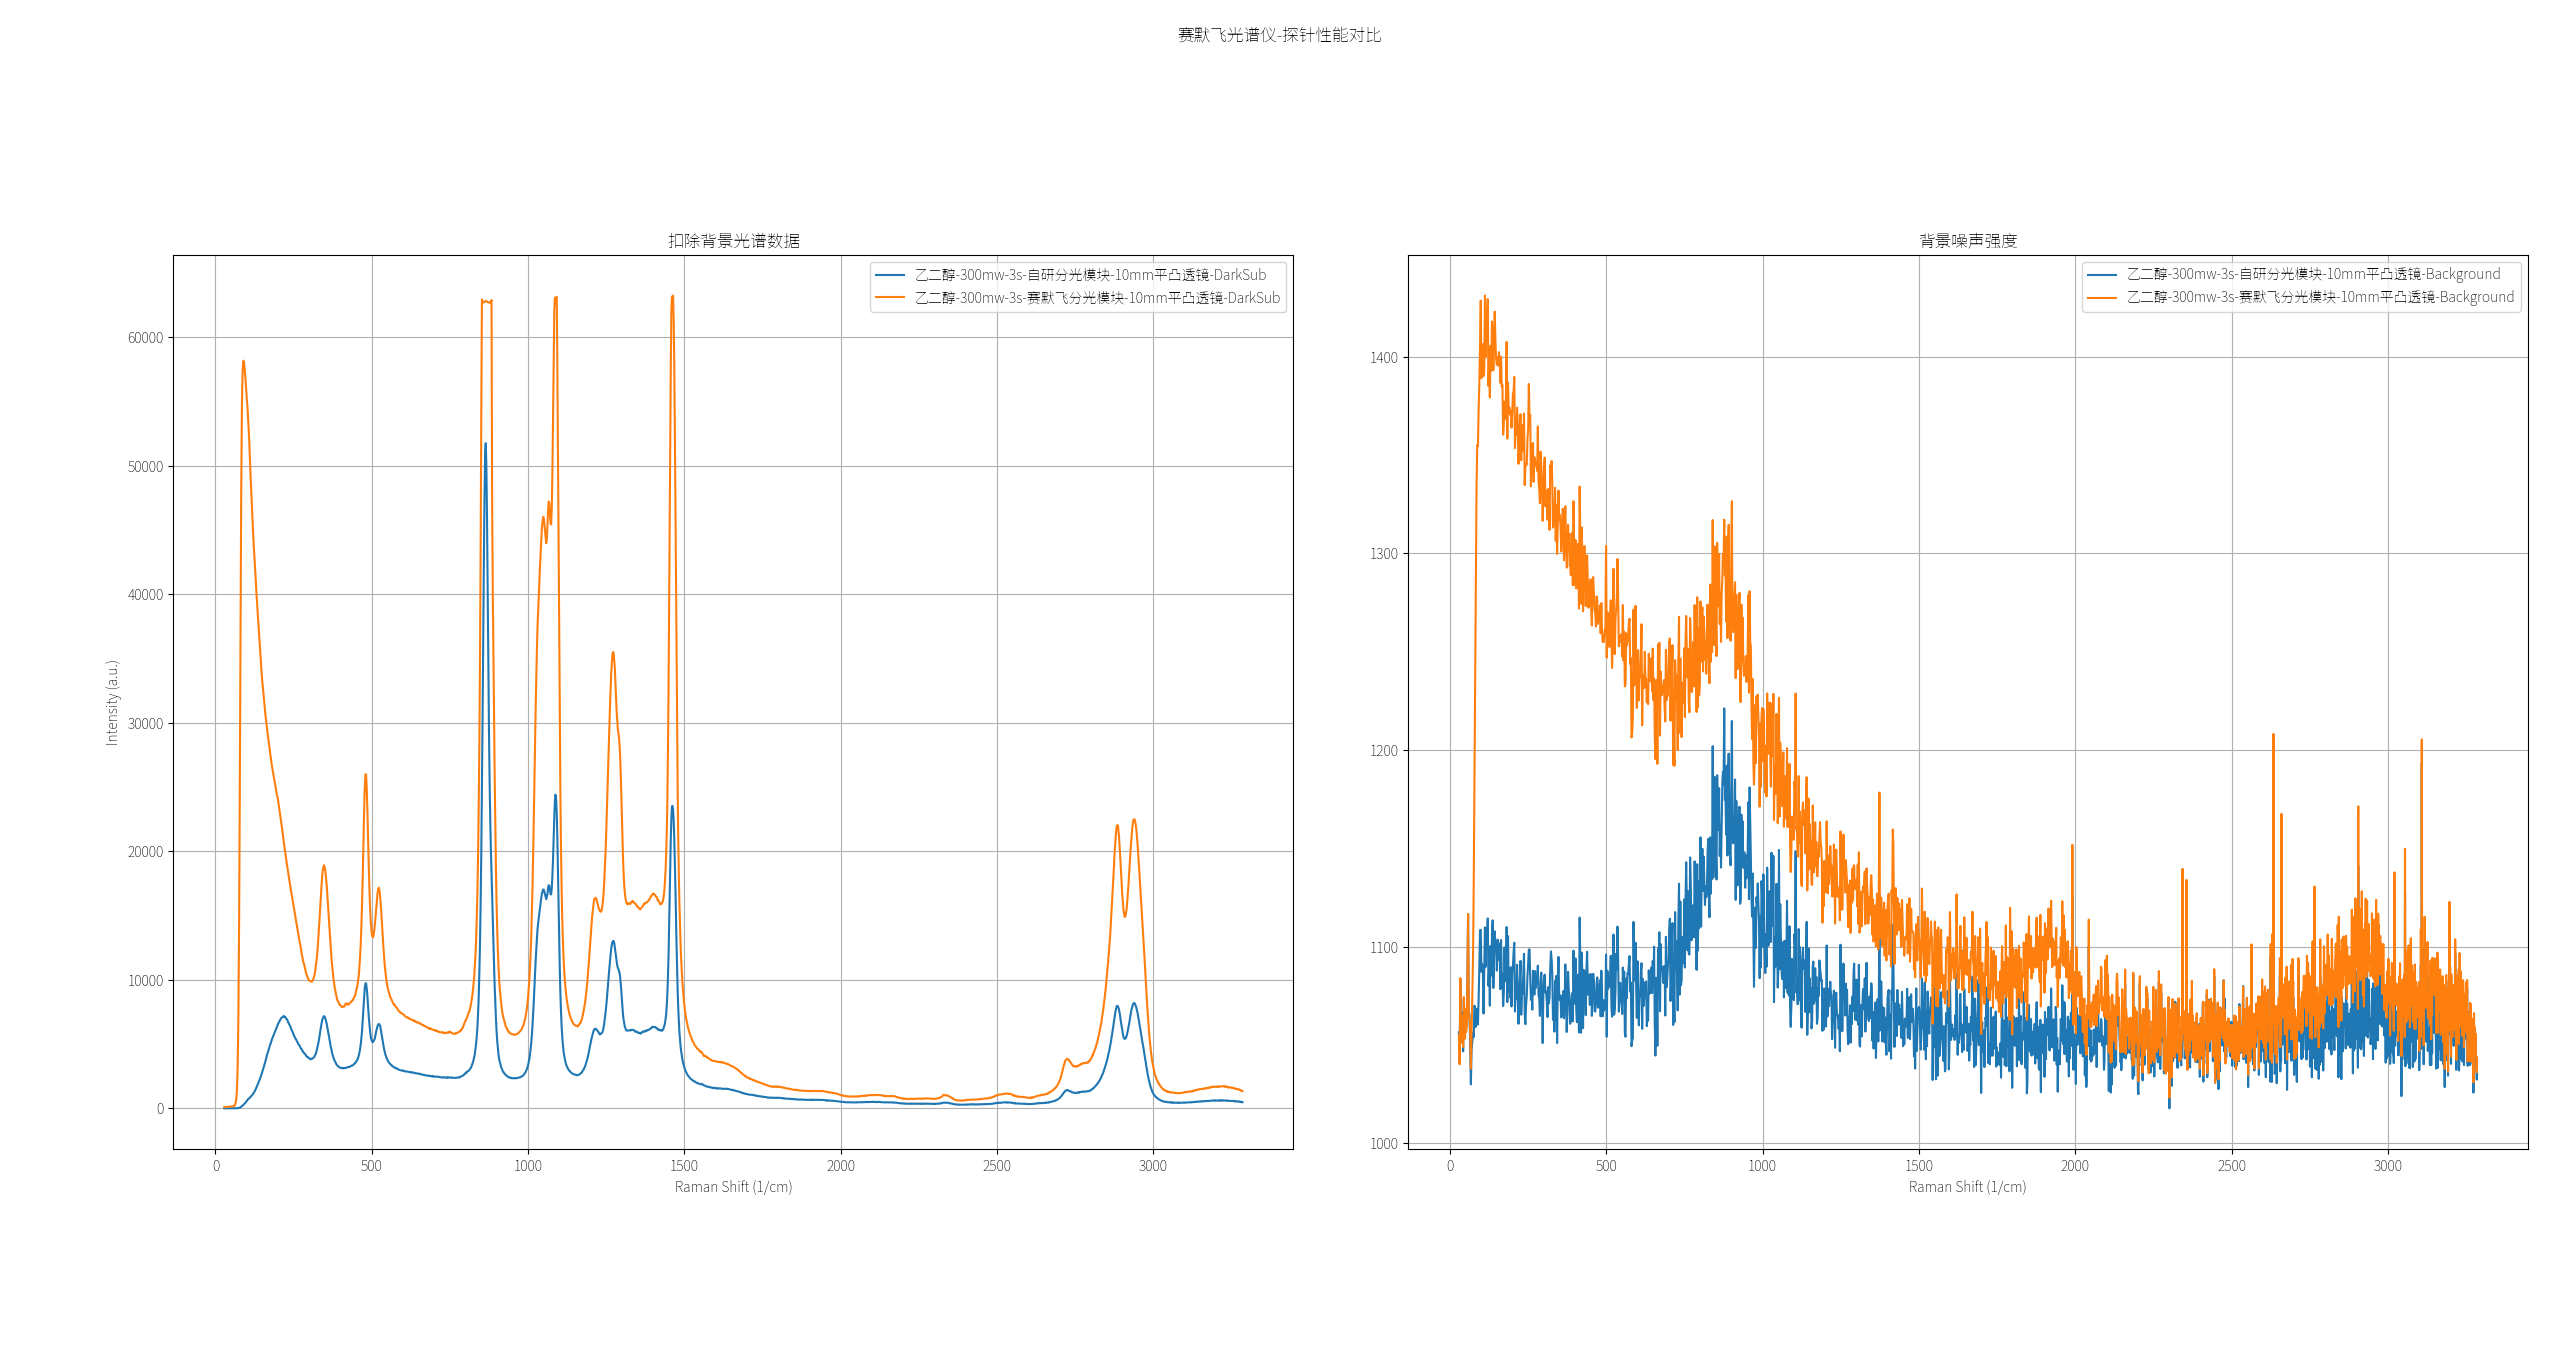 赛默飞光谱仪-探针性能对比
扣除背景光谱数据
乙二醇-300mw-3s-自研分光模块-10mm平凸透镜-DarkSub
乙二醇-300mw-3s-赛默飞分光模块-10mm平凸透镜-DarkSub
60000
50000
40000
30000
20000
10000
0
Intensity (a.u.)
0 500 1000 1500 2000 2500 3000
Raman Shift (1/cm)
背景噪声强度
乙二醇-300mw-3s-自研分光模块-10mm平凸透镜-Background
乙二醇-300mw-3s-赛默飞分光模块-10mm平凸透镜-Background
1400
1300
1200
1100
1000
0 500 1000 1500 2000 2500 3000
Raman Shift (1/cm)